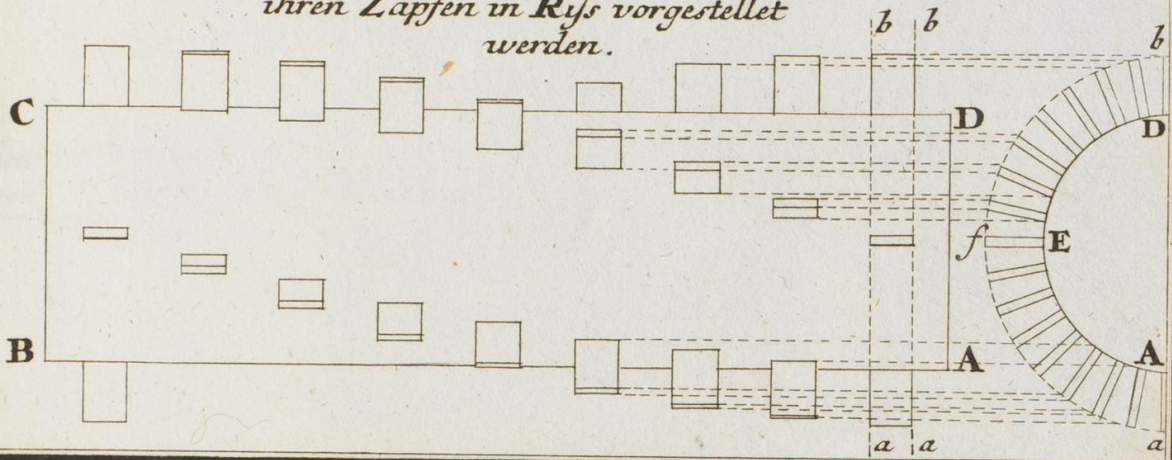 ihren Zapfen in Riss vorgestellet
werden.
b b b
C D D
f E
B A A
a a a